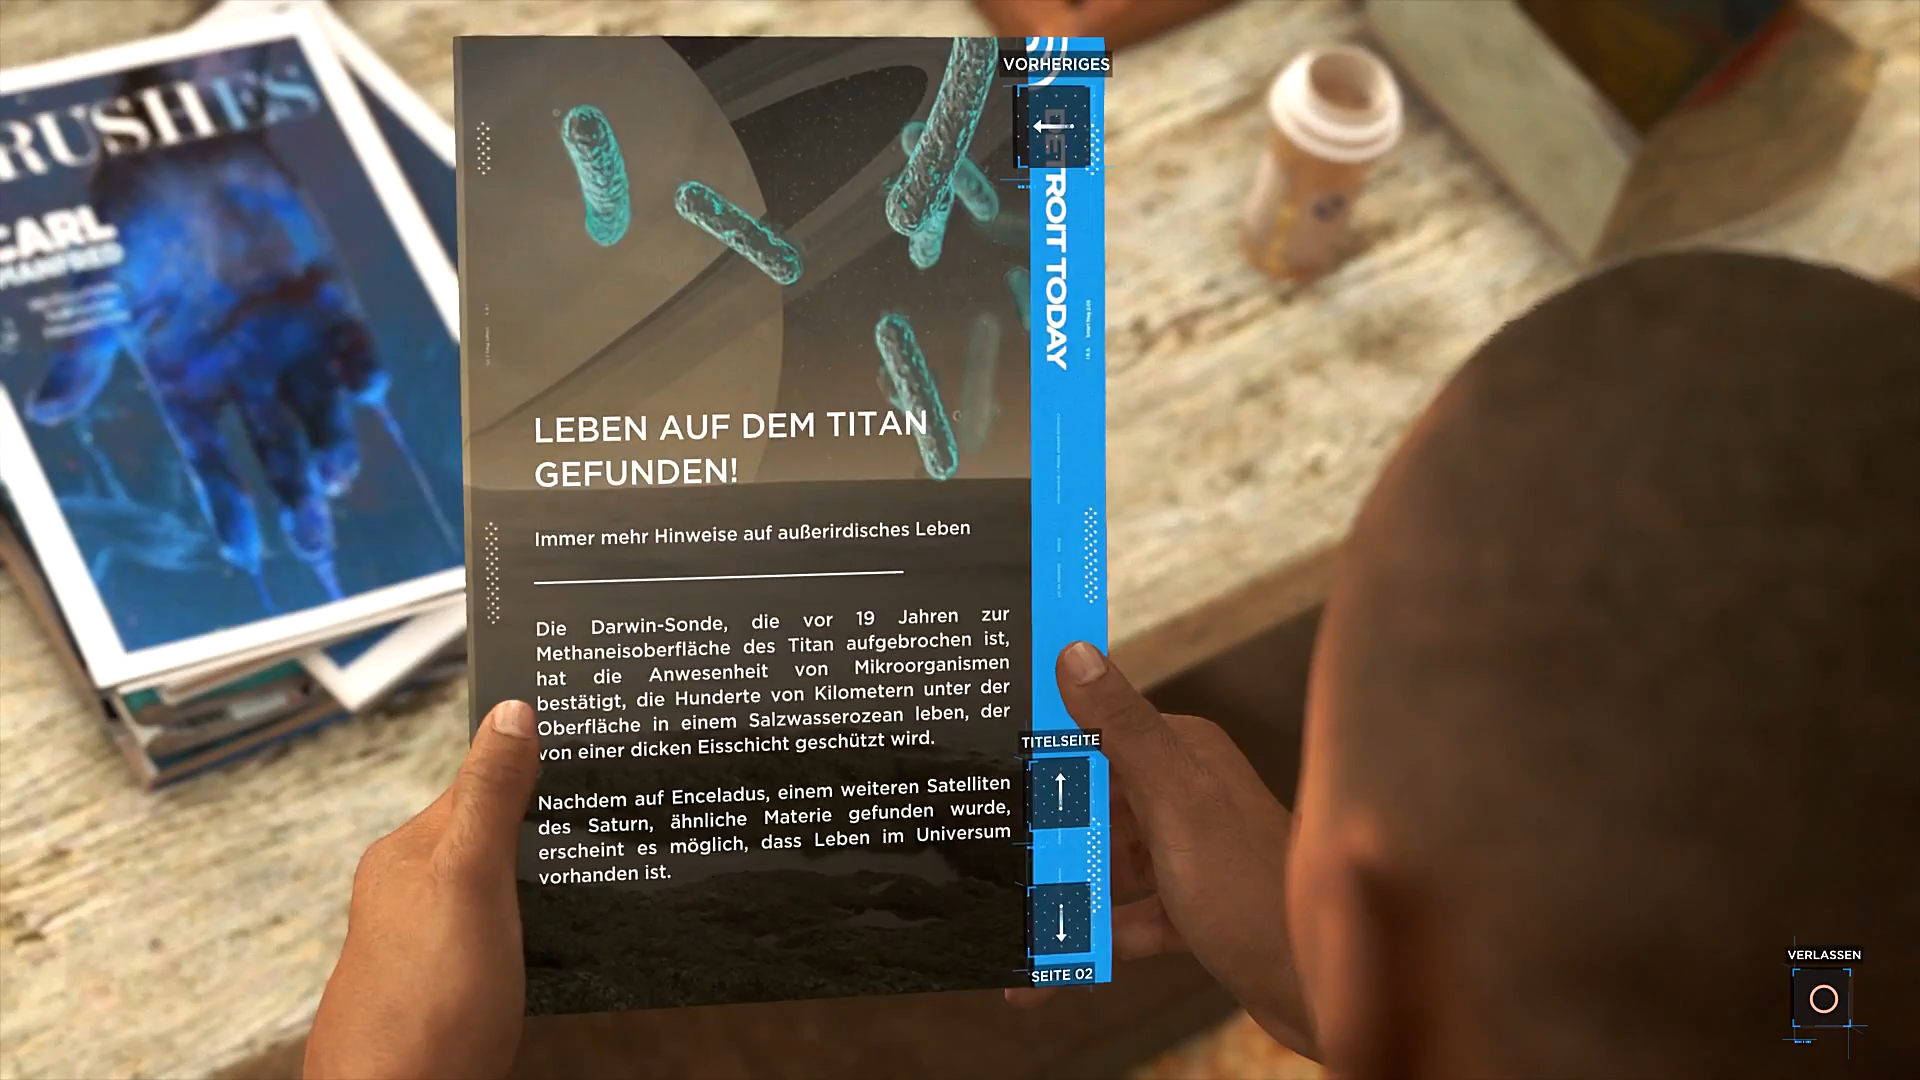 RUSHES
CARL
MANFRED
VORHERIGES
DETROIT TODAY
LEBEN AUF DEM TITAN
GEFUNDEN!
Immer mehr Hinweise auf außerirdisches Leben
Die Darwin-Sonde, die vor 19 Jahren zur
Methaneisoberfläche des Titan aufgebrochen ist,
hat die Anwesenheit von Mikroorganismen
bestätigt, die Hunderte von Kilometern unter der
Oberfläche in einem Salzwasserozean leben, der
von einer dicken Eisschicht geschützt wird.
Nachdem auf Enceladus, einem weiteren Satelliten
des Saturn, ähnliche Materie gefunden wurde,
erscheint es möglich, dass Leben im Universum
vorhanden ist.
TITELSEITE
SEITE 02
VERLASSEN